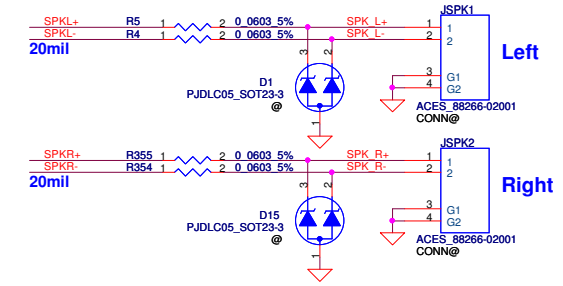 JSPK1
SPKL+ R5 1 2 0_0603_5% SPK_L+ 1 1
SPKL- R4 1 2 0_0603_5% SPK_L- 2 2
20mil
Left
3 2
3 G1
4 G2
D1
PJDLC05_SOT23-3
@
1
ACES_88266-02001
CONN@
JSPK2
SPKR+ R355 1 2 0_0603_5% SPK_R+ 1 1
SPKR- R354 1 2 0_0603_5% SPK_R- 2 2
20mil
Right
3 2
3 G1
4 G2
D15
PJDLC05_SOT23-3
@
1
ACES_88266-02001
CONN@